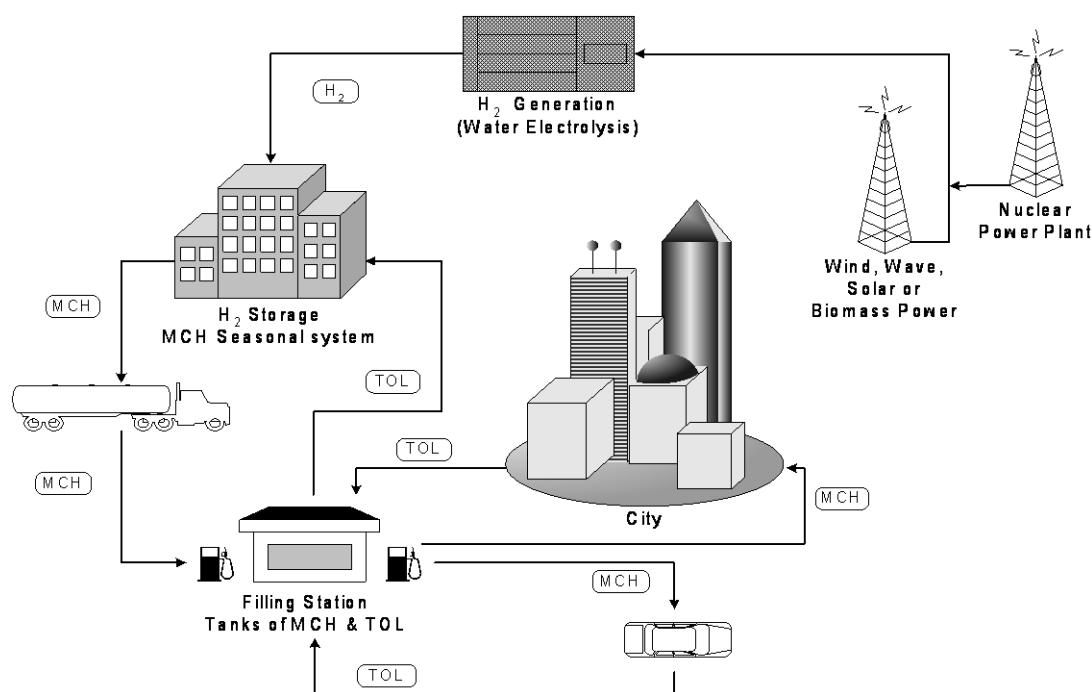 H2 Generation
(Water Electrolysis)
H2
Nuclear
Power Plant
Wind, Wave,
Solar or
Biomass Power
MCH
H2 Storage
MCH Seasonal system
TOL
TOL
MCH
MCH
City
MCH
Filling Station
Tanks of MCH & TOL
TOL